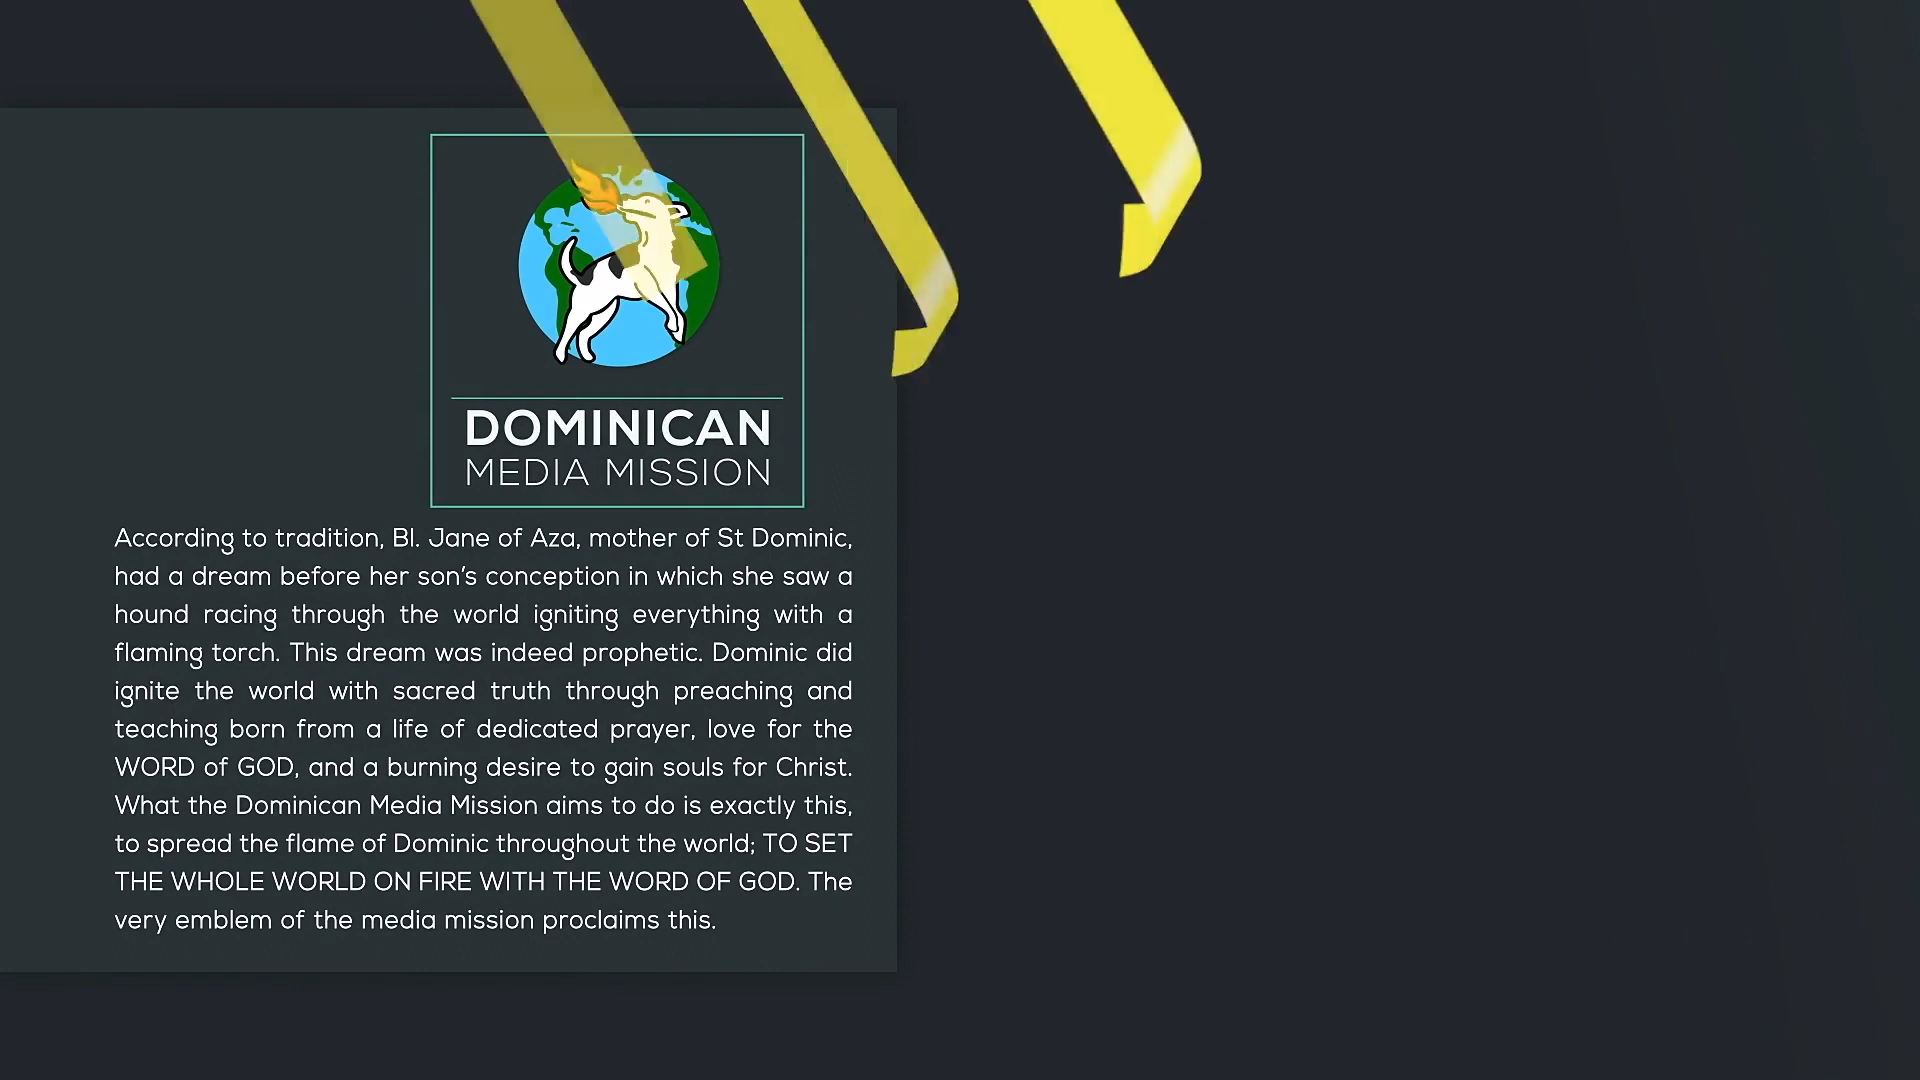 DOMINICAN
MEDIA MISSION
According to tradition, Bl. Jane of Aza, mother of St Dominic,
had a dream before her son’s conception in which she saw a
hound racing through the world igniting everything with a
flaming torch. This dream was indeed prophetic. Dominic did
ignite the world with sacred truth through preaching and
teaching born from a life of dedicated prayer, love for the
WORD of GOD, and a burning desire to gain souls for Christ.
What the Dominican Media Mission aims to do is exactly this,
to spread the flame of Dominic throughout the world; TO SET
THE WHOLE WORLD ON FIRE WITH THE WORD OF GOD. The
very emblem of the media mission proclaims this.